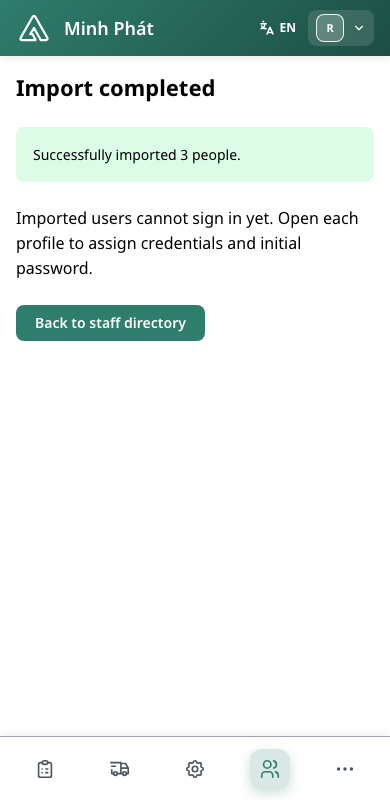 Minh Phát
EN
R
Import completed
Successfully imported 3 people.
Imported users cannot sign in yet. Open each
profile to assign credentials and initial
password.
Back to staff directory